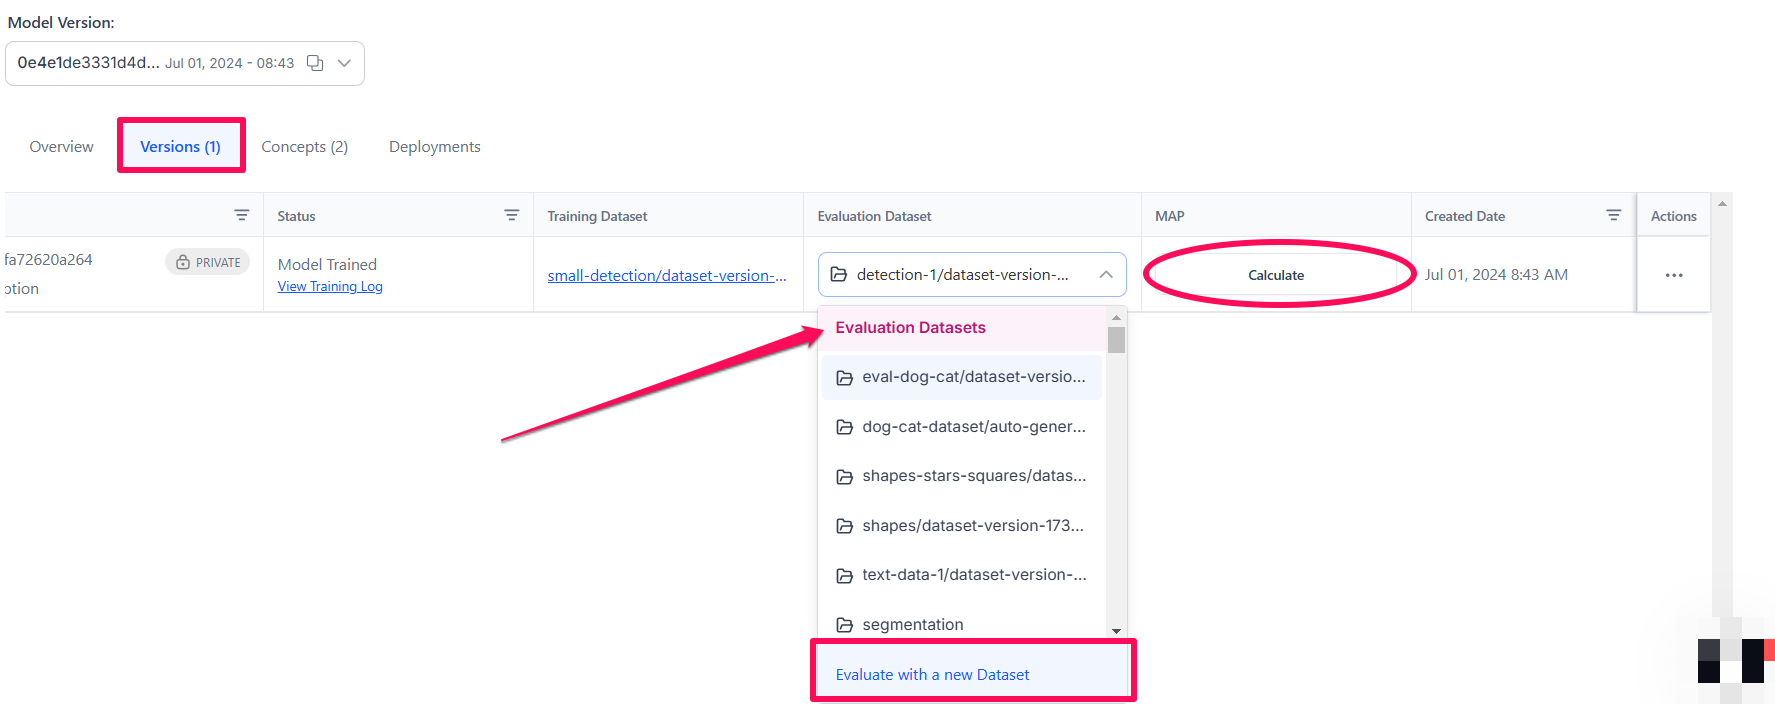 Model Version:
0e4e1de3331d4d... Jul 01, 2024 - 08:43
Overview
Versions (1)
Concepts (2)
Deployments
Status
Training Dataset
Evaluation Dataset
MAP
Created Date
Actions
fa72620a264
PRIVATE
otion
Model Trained
View Training Log
small-detection/dataset-version-...
detection-1/dataset-version-...
Calculate
Jul 01, 2024 8:43 AM
Evaluation Datasets
eval-dog-cat/dataset-versio...
dog-cat-dataset/auto-gener...
shapes-stars-squares/datas...
shapes/dataset-version-173...
text-data-1/dataset-version-...
segmentation
Evaluate with a new Dataset